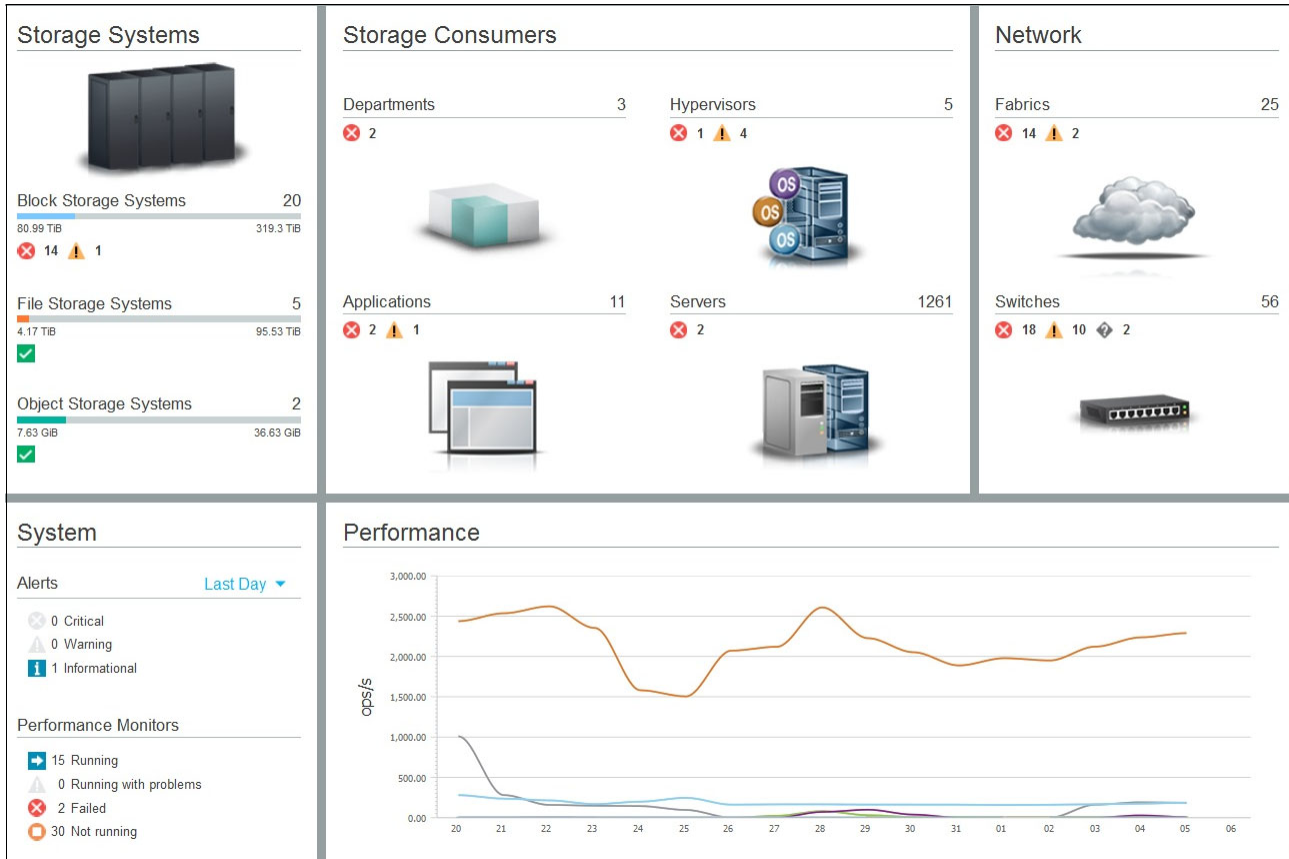 Storage Systems
Block Storage Systems 20
80.99 TiB 319.3 TiB
14 1
File Storage Systems 5
4.17 TiB 95.53 TiB
Object Storage Systems 2
7.63 GiB 36.63 GiB
Storage Consumers
Departments 3
2
Hypervisors 5
1 4
OS
OS
OS
Applications 11
2 1
Servers 1261
2
Network
Fabrics 25
14 2
Switches 56
18 10 2
System
Alerts Last Day
0 Critical
0 Warning
1 Informational
Performance Monitors
15 Running
0 Running with problems
2 Failed
30 Not running
Performance
3,000.00
2,500.00
2,000.00
1,500.00
1,000.00
500.00
0.00
ops/s
20 21 22 23 24 25 26 27 28 29 30 31 01 02 03 04 05 06